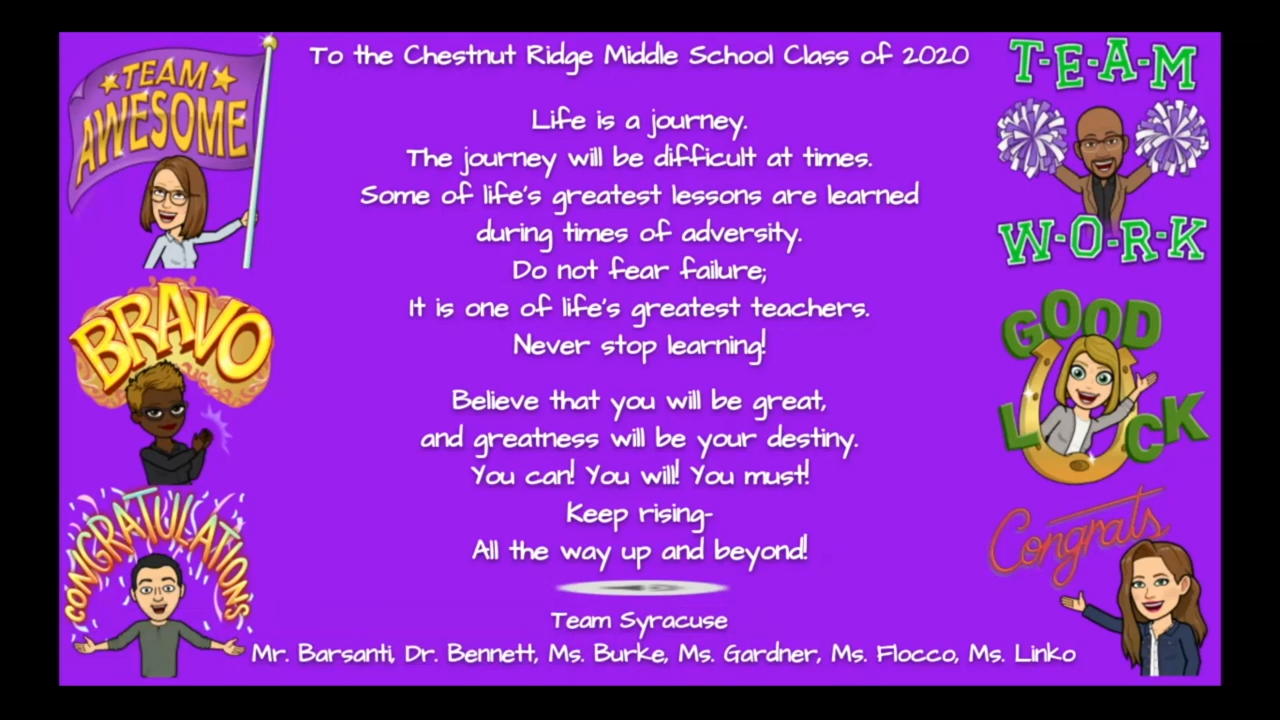 To the Chestnut Ridge Middle School Class of 2020
Life is a journey.
The journey will be difficult at times.
Some of life's greatest lessons are learned
during times of adversity.
Do not fear failure;
It is one of life's greatest teachers.
Never stop learning!
Believe that you will be great,
and greatness will be your destiny.
You can! You will! You must!
Keep rising-
All the way up and beyond!
Team Syracuse
Mr. Barsanti, Dr. Bennett, Ms. Burke, Ms. Gardner, Ms. Flocco, Ms. Linko
TEAM
AWESOME
BRAVO
CONGRATULATIONS
T-E-A-M
W-O-R-K
GOOD
LUCK
Congrats